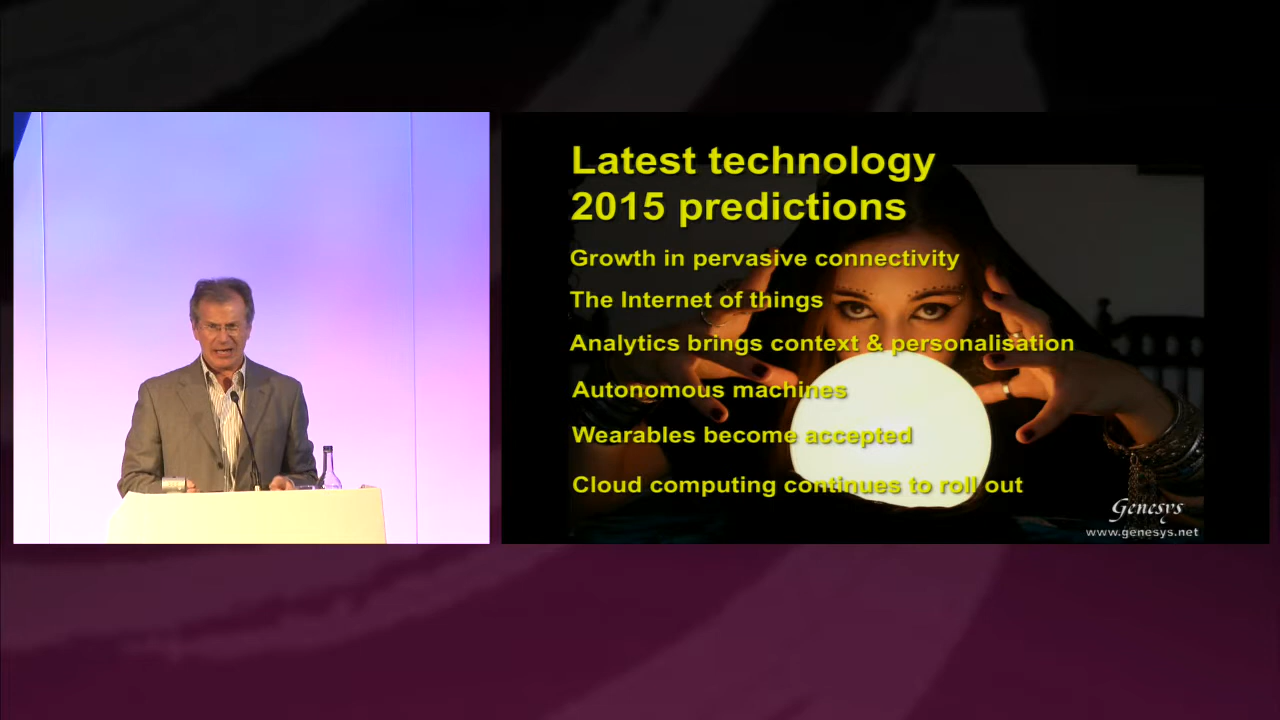 Latest technology
2015 predictions
Growth in pervasive connectivity
The Internet of things
Analytics brings context & personalisation
Autonomous machines
Wearables become accepted
Cloud computing continues to roll out
Genesys
www.genesys.net